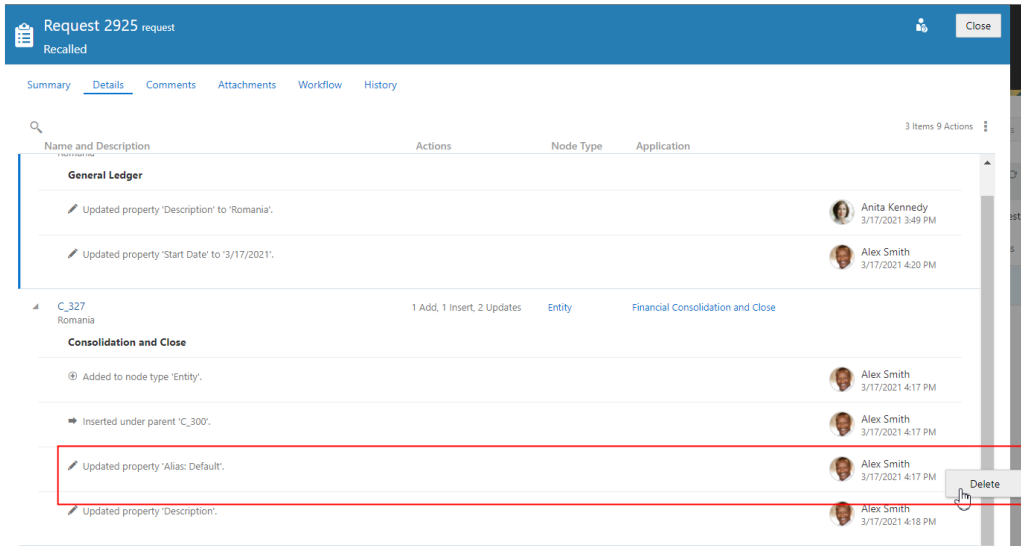 Request 2925 request
Close
Recalled
Summary Details Comments Attachments Workflow History
3 Items 9 Actions
Name and Description Actions Node Type Application
Romania
General Ledger
Updated property 'Description' to 'Romania'.
Anita Kennedy
3/17/2021 3:49 PM
Updated property 'Start Date' to '3/17/2021'.
Alex Smith
3/17/2021 4:20 PM
C_327 1 Add, 1 Insert, 2 Updates Entity Financial Consolidation and Close
Romania
Consolidation and Close
Added to node type 'Entity'.
Alex Smith
3/17/2021 4:17 PM
Inserted under parent 'C_300'.
Alex Smith
3/17/2021 4:17 PM
Updated property 'Alias: Default'.
Alex Smith
3/17/2021 4:17 PM
Delete
Updated property 'Description'.
Alex Smith
3/17/2021 4:18 PM